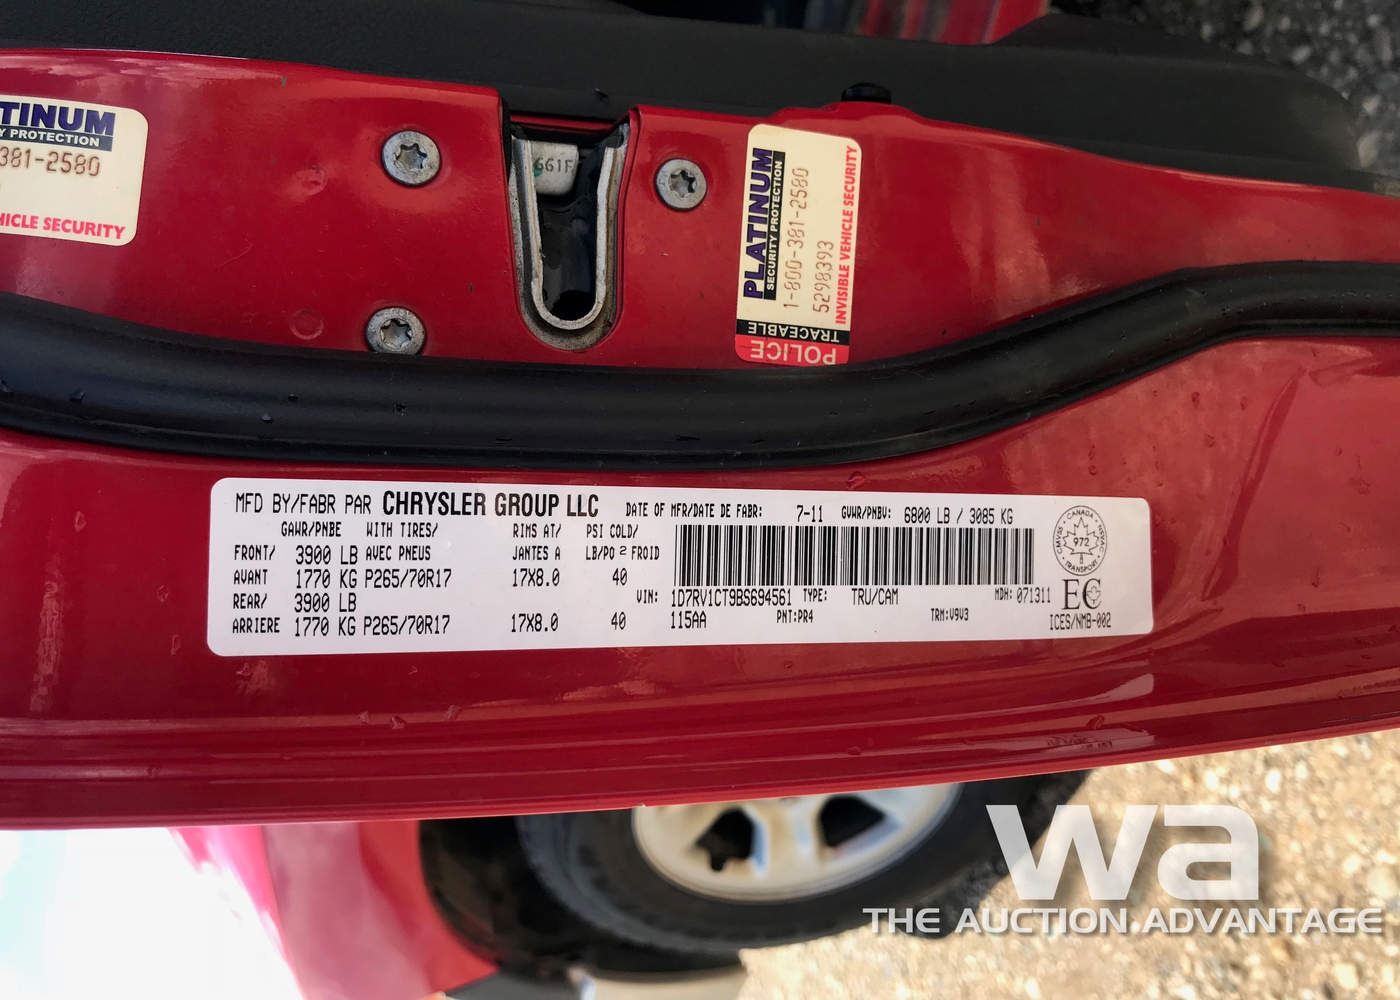 TINUM
Y PROTECTION
381-2580
HICLE SECURITY
661F
PLATINUM
SECURITY PROTECTION
1-800-381-2580
5298393
INVISIBLE VEHICLE SECURITY
TRACEABLE
POLICE
MFD BY/FABR PAR CHRYSLER GROUP LLC DATE OF MFR/DATE DE FABR: 7-11 GVWR/PNBV: 6800 LB / 3085 KG
GAWR/PNBE WITH TIRES/ RIMS AT/ PSI COLD/
FRONT/ 3900 LB AVEC PNEUS JANTES A LB/PO 2 FROID
AVANT 1770 KG P265/70R17 17X8.0 40
REAR/ 3900 LB VIN: 1D7RV1CT9BS694561 TYPE: TRU/CAM MDH: 071311
ARRIERE 1770 KG P265/70R17 17X8.0 40 115AA PNT:PR4 TRM:V9V3
CANADA
CMVSS NSVAC
972
TRANSPORT
EC
ICES/NMB-002
wa
THE AUCTION ADVANTAGE